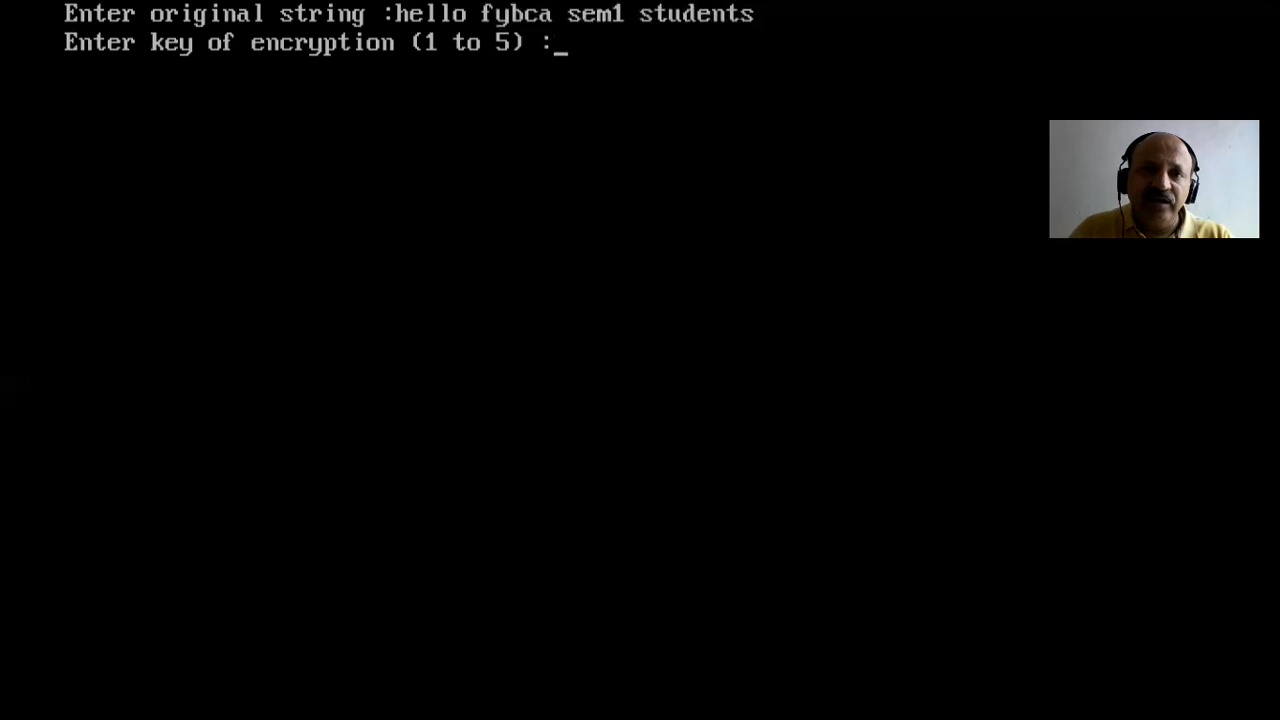 Enter original string :hello fybca sem1 students
Enter key of encryption (1 to 5) :_